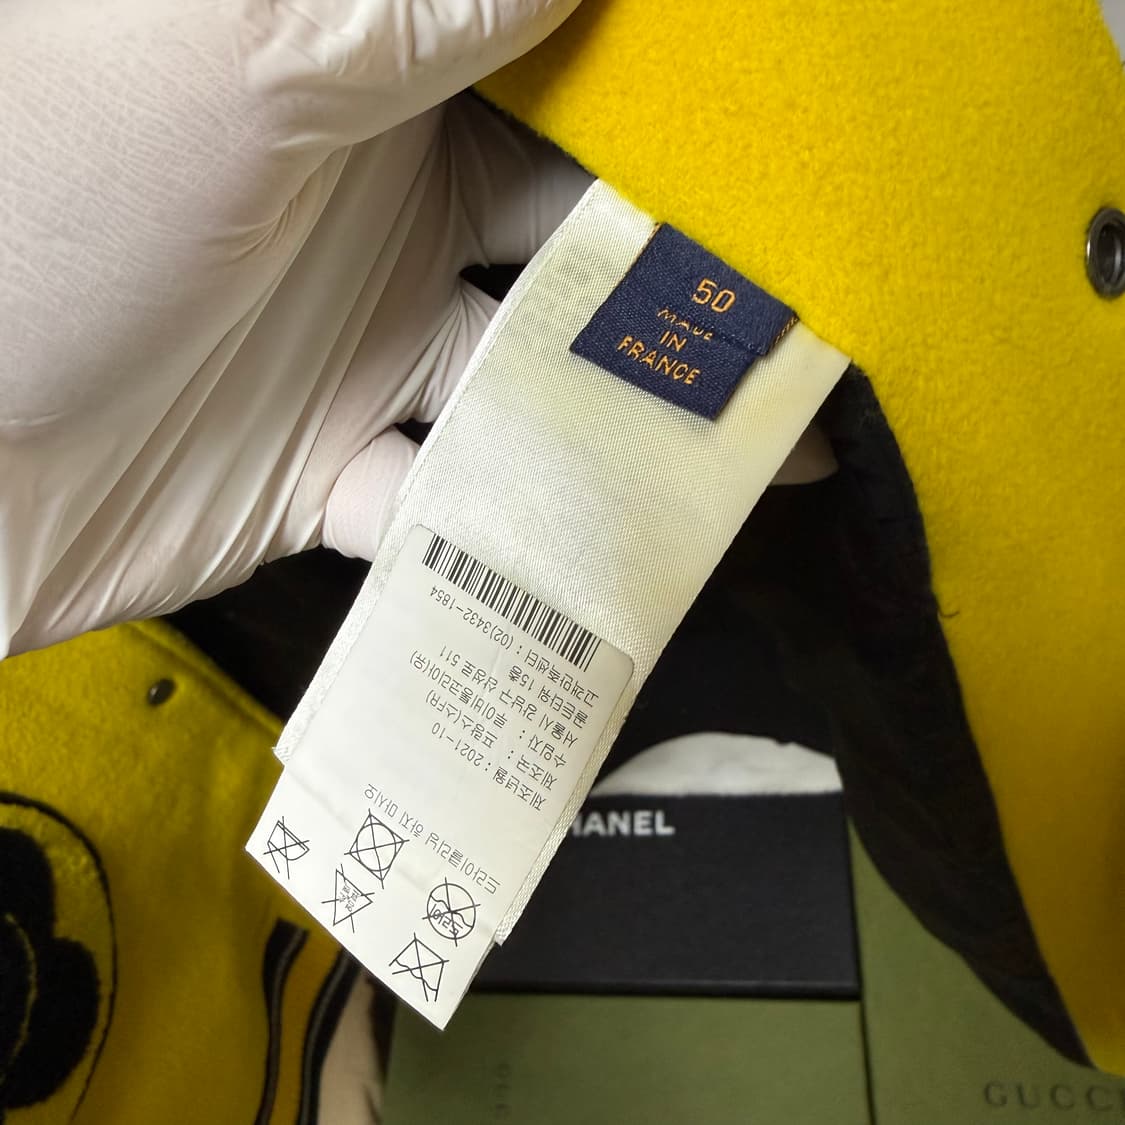 50
MADE
IN
FRANCE
드라이클리닝 하지 마시오
제조년월 : 2021-10
제조국 : 프랑스(스FR)
수입자 : 루이비통코리아(유)
서울시 강남구 삼성로 511
골든타워 15층
고객만족센터 : (02)3432-1854
CHANEL
GUCCI